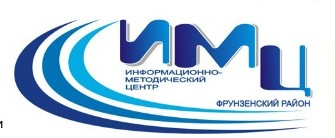 ИМЦ
ИНФОРМАЦИОННО-
МЕТОДИЧЕСКИЙ
ЦЕНТР
ФРУНЗЕНСКИЙ РАЙОН
и